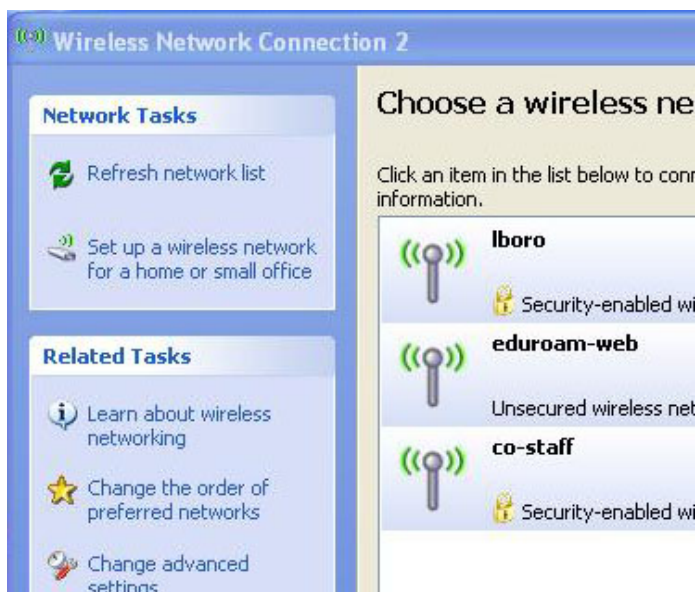 Wireless Network Connection 2
Network Tasks
Refresh network list
Set up a wireless network
for a home or small office
Related Tasks
Learn about wireless
networking
Change the order of
preferred networks
Change advanced
settings
Choose a wireless ne
Click an item in the list below to conn
information.
lboro
Security-enabled wi
eduroam-web
Unsecured wireless net
co-staff
Security-enabled wi